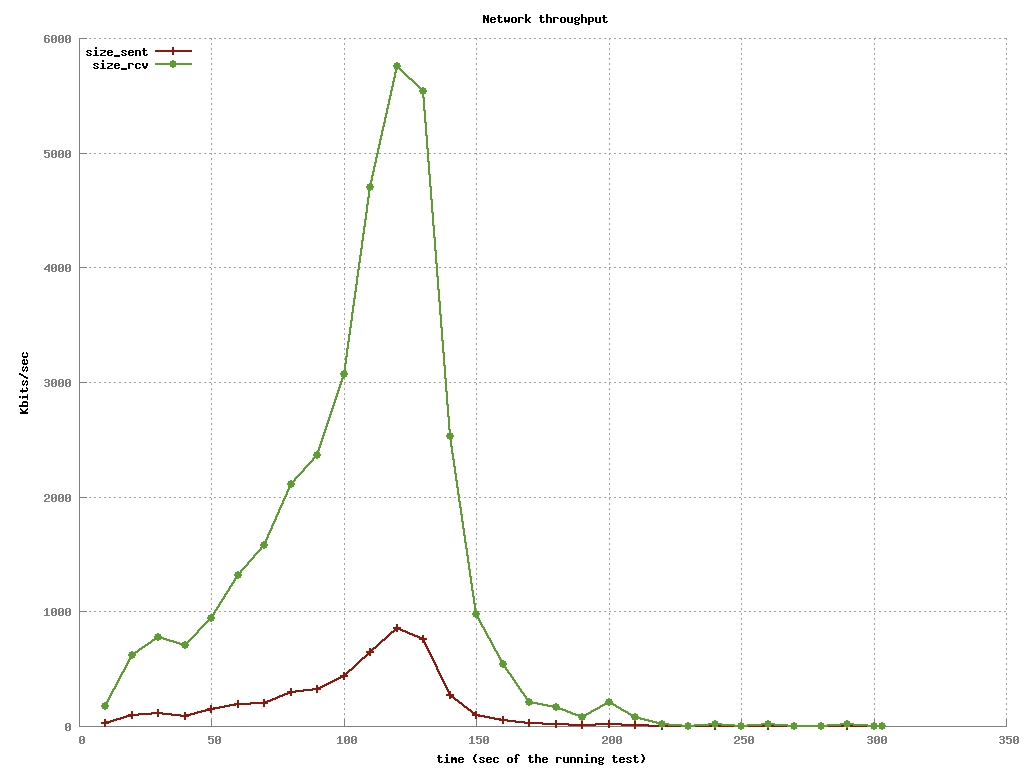 Network throughput
size_sent
size_rcv
6000
5000
4000
3000
2000
1000
0
Kbits/sec
0 50 100 150 200 250 300 350
time (sec of the running test)